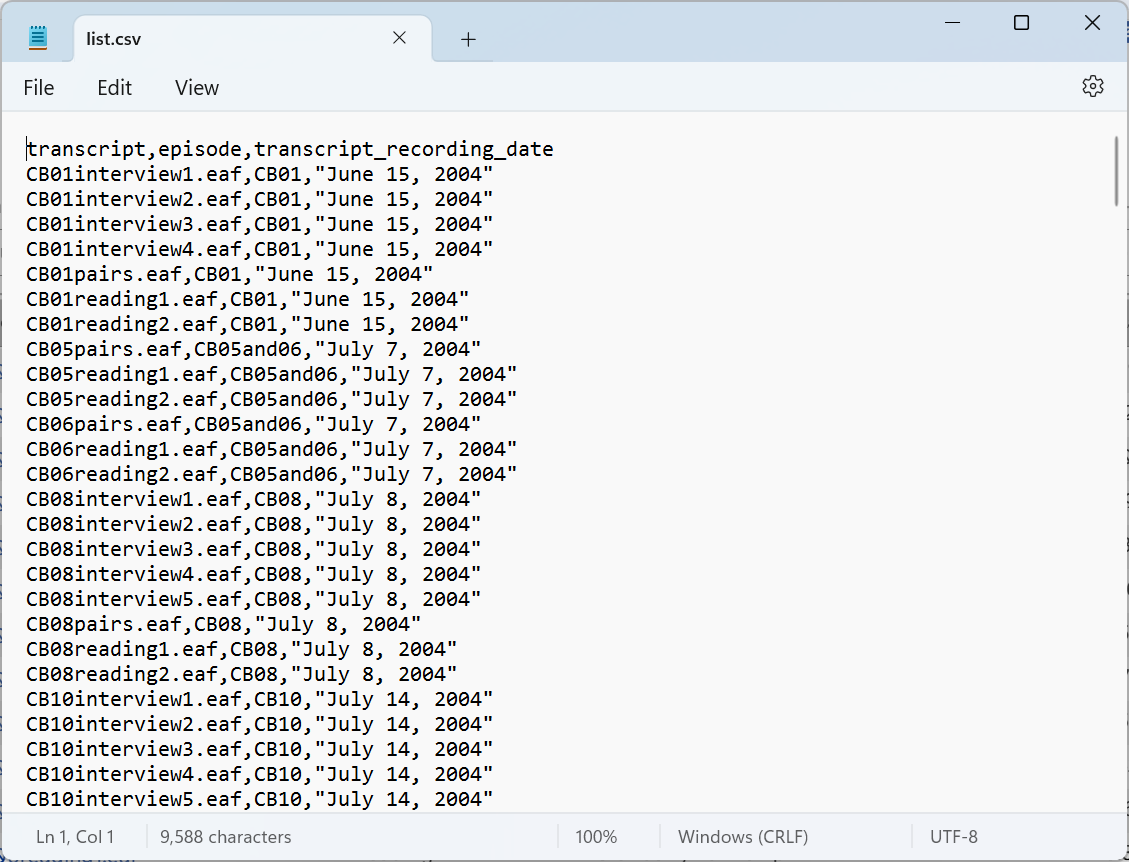 list.csv
File Edit View
transcript,episode,transcript_recording_date
CB01interview1.eaf,CB01,"June 15, 2004"
CB01interview2.eaf,CB01,"June 15, 2004"
CB01interview3.eaf,CB01,"June 15, 2004"
CB01interview4.eaf,CB01,"June 15, 2004"
CB01pairs.eaf,CB01,"June 15, 2004"
CB01reading1.eaf,CB01,"June 15, 2004"
CB01reading2.eaf,CB01,"June 15, 2004"
CB05pairs.eaf,CB05and06,"July 7, 2004"
CB05reading1.eaf,CB05and06,"July 7, 2004"
CB05reading2.eaf,CB05and06,"July 7, 2004"
CB06pairs.eaf,CB05and06,"July 7, 2004"
CB06reading1.eaf,CB05and06,"July 7, 2004"
CB06reading2.eaf,CB05and06,"July 7, 2004"
CB08interview1.eaf,CB08,"July 8, 2004"
CB08interview2.eaf,CB08,"July 8, 2004"
CB08interview3.eaf,CB08,"July 8, 2004"
CB08interview4.eaf,CB08,"July 8, 2004"
CB08interview5.eaf,CB08,"July 8, 2004"
CB08pairs.eaf,CB08,"July 8, 2004"
CB08reading1.eaf,CB08,"July 8, 2004"
CB08reading2.eaf,CB08,"July 8, 2004"
CB10interview1.eaf,CB10,"July 14, 2004"
CB10interview2.eaf,CB10,"July 14, 2004"
CB10interview3.eaf,CB10,"July 14, 2004"
CB10interview4.eaf,CB10,"July 14, 2004"
CB10interview5.eaf,CB10,"July 14, 2004"
Ln 1, Col 1 9,588 characters 100% Windows (CRLF) UTF-8